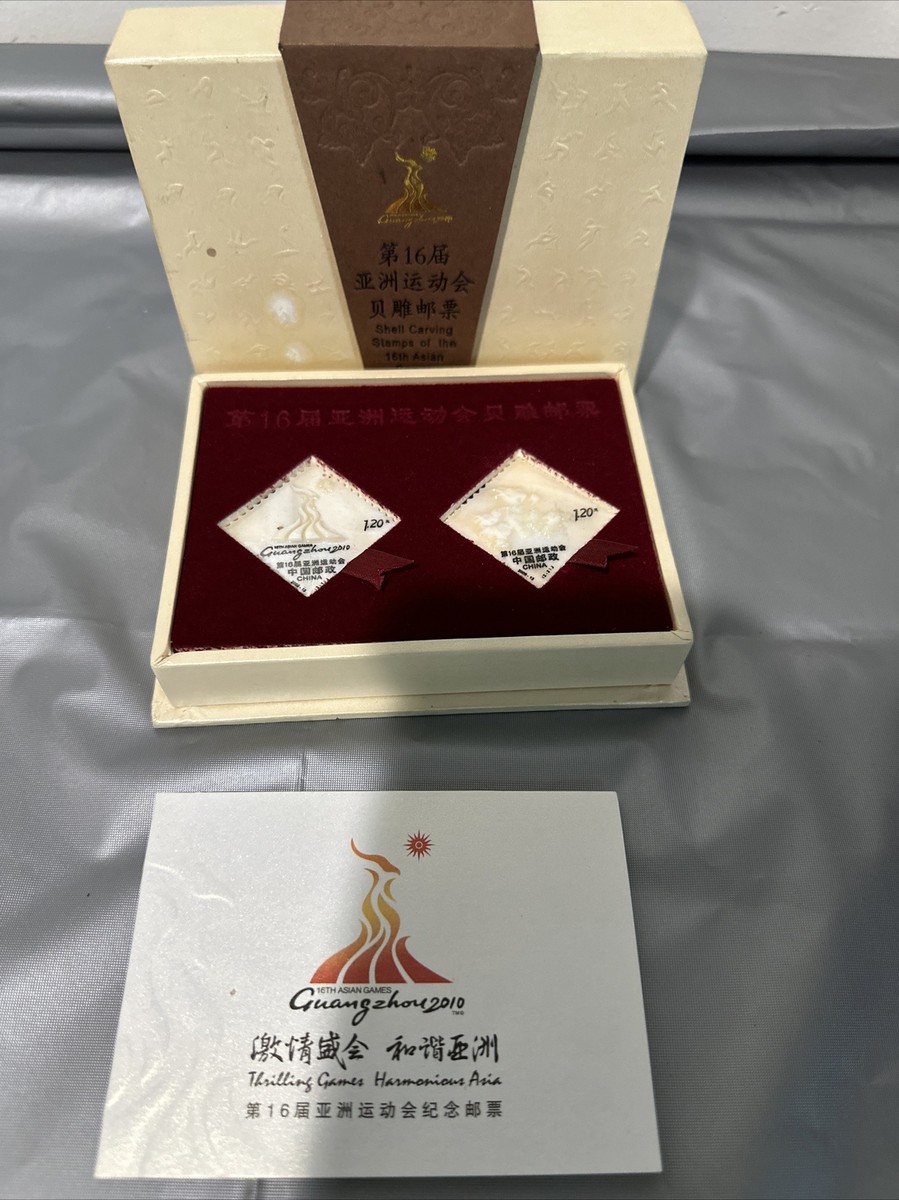 Guangzhou 2010
第16届
亚洲运动会
贝雕邮票
Shell Carving
Stamps of the
16th Asian
第16届亚洲运动会贝雕邮票
1.20元
16TH ASIAN GAMES
Guangzhou2010
第16届亚洲运动会
中国邮政
CHINA
1.20元
第16届亚洲运动会
中国邮政
CHINA
16TH ASIAN GAMES
Guangzhou2010
激情盛会 和谐亚洲
Thrilling Games Harmonious Asia
第16届亚洲运动会纪念邮票